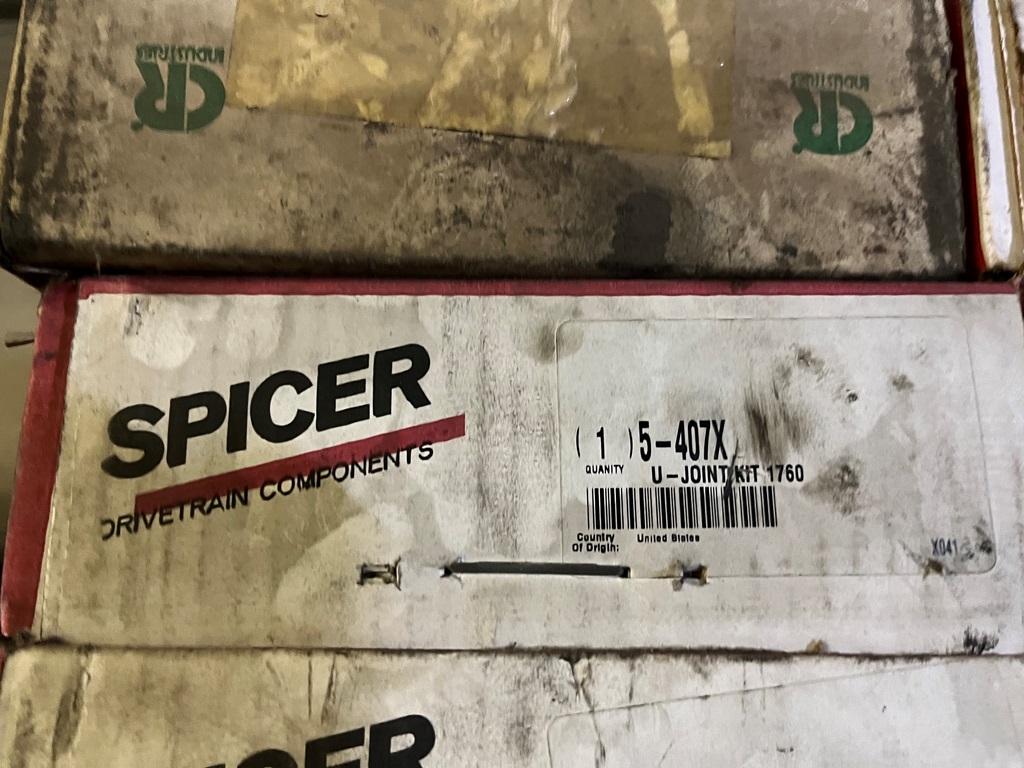 CR
INDUSTRIES
CR
INDUSTRIES
SPICER
DRIVETRAIN COMPONENTS
( 1 ) 5-407X
QUANITY
U-JOINT KIT 1760
Country
Of Origin:
United States
X041